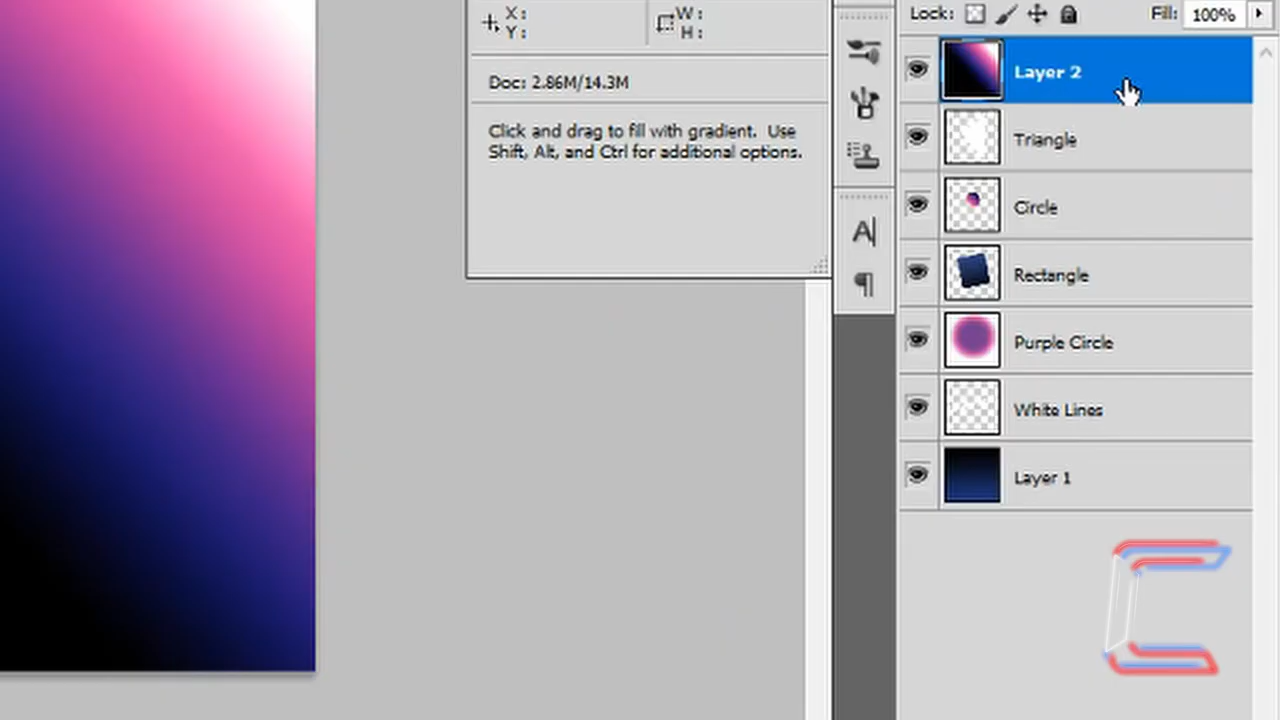 X:
Y:
W:
H:
Lock:
Fill: 100%
Doc: 2.86M/14.3M
Click and drag to fill with gradient. Use
Shift, Alt, and Ctrl for additional options.
Layer 2
Triangle
Circle
Rectangle
Purple Circle
White Lines
Layer 1